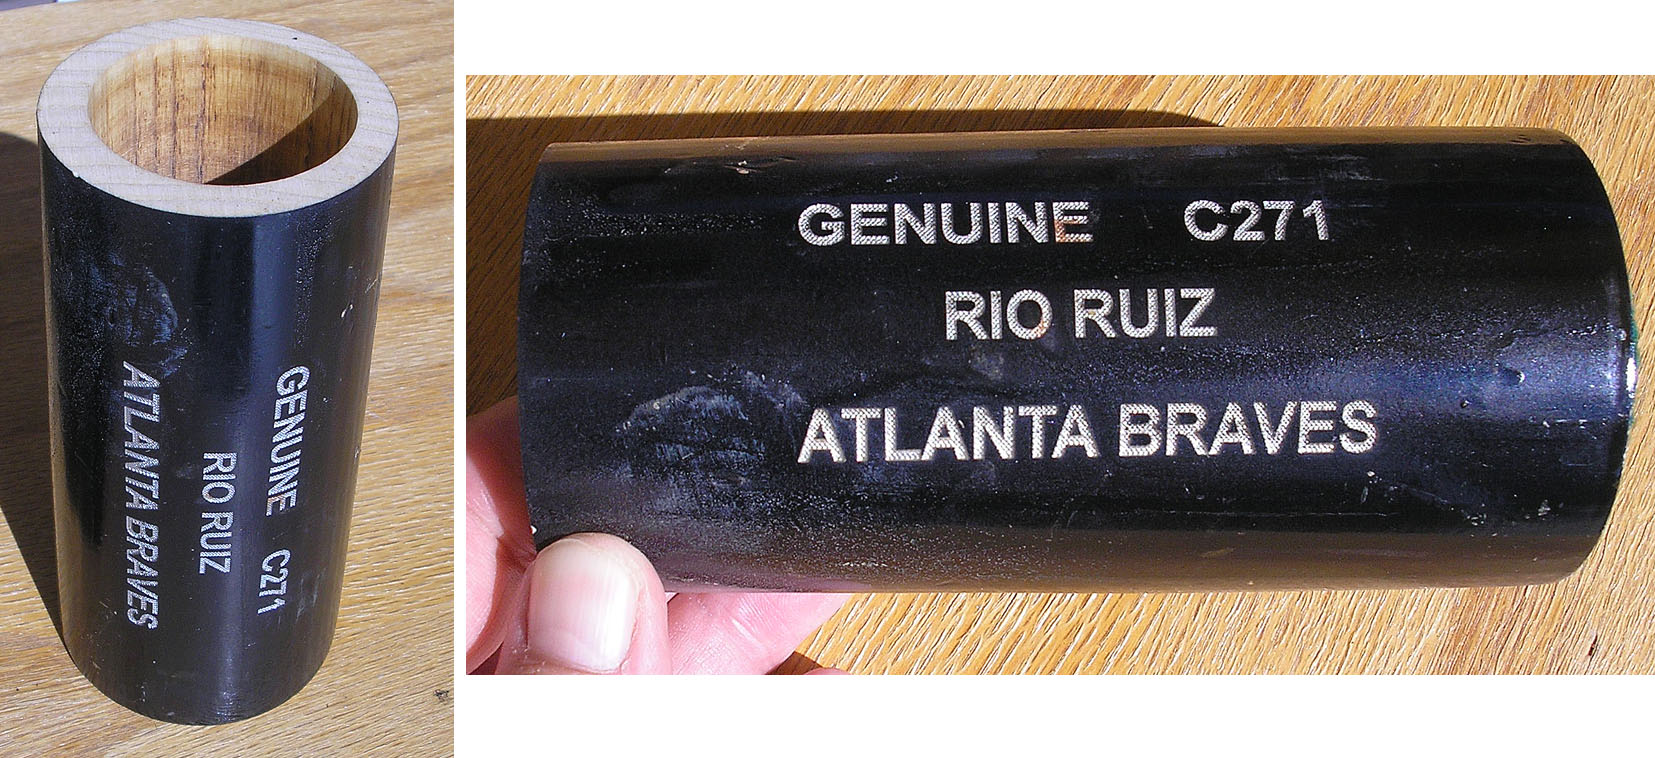 GENUINE C271
RIO RUIZ
ATLANTA BRAVES
GENUINE C271
RIO RUIZ
ATLANTA BRAVES